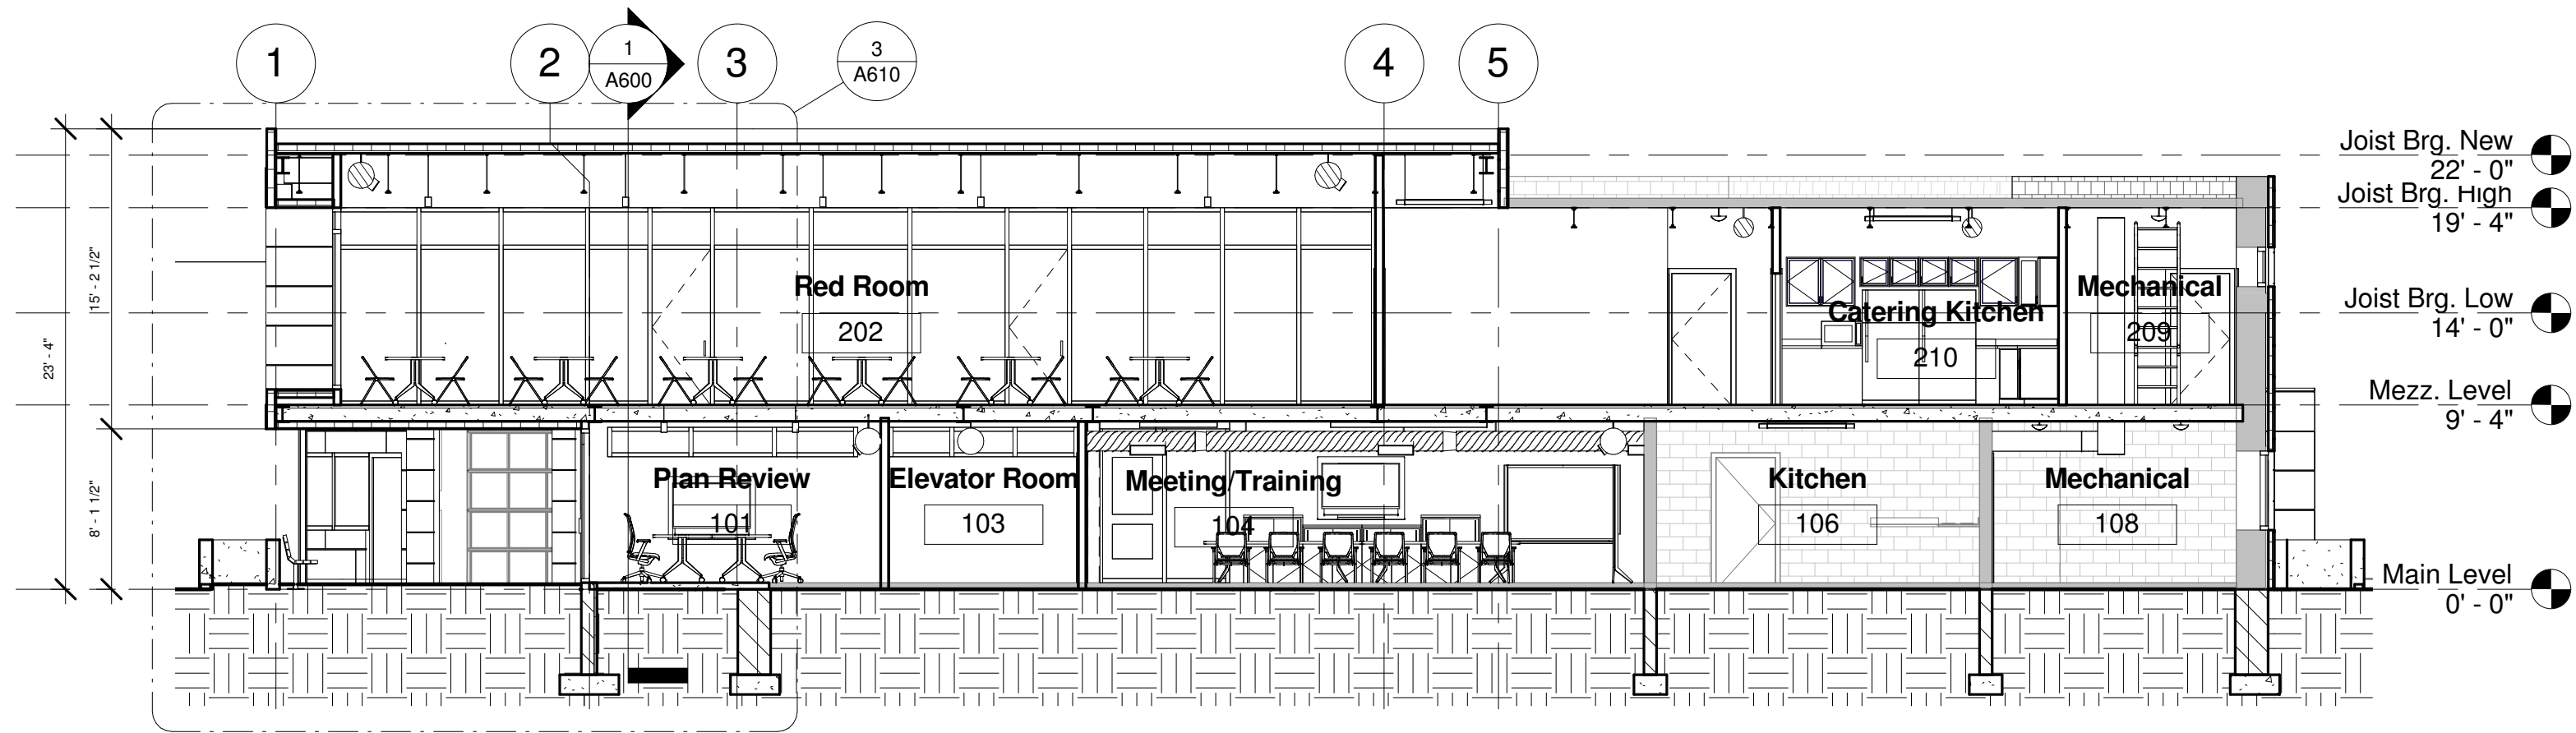 1
2
1
A600
3
3
A610
4
5
Joist Brg. New
22' - 0"
Joist Brg. High
19' - 4"
Joist Brg. Low
14' - 0"
Mezz. Level
9' - 4"
Main Level
0' - 0"
15' - 2 1/2"
23' - 4"
8' - 1 1/2"
Red Room
202
Catering Kitchen
210
Mechanical
209
Plan Review
101
Elevator Room
103
Meeting/Training
104
Kitchen
106
Mechanical
108